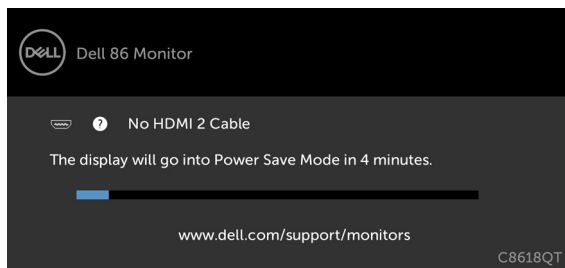 DELL
Dell 86 Monitor
? No HDMI 2 Cable
The display will go into Power Save Mode in 4 minutes.
www.dell.com/support/monitors
C8618QT